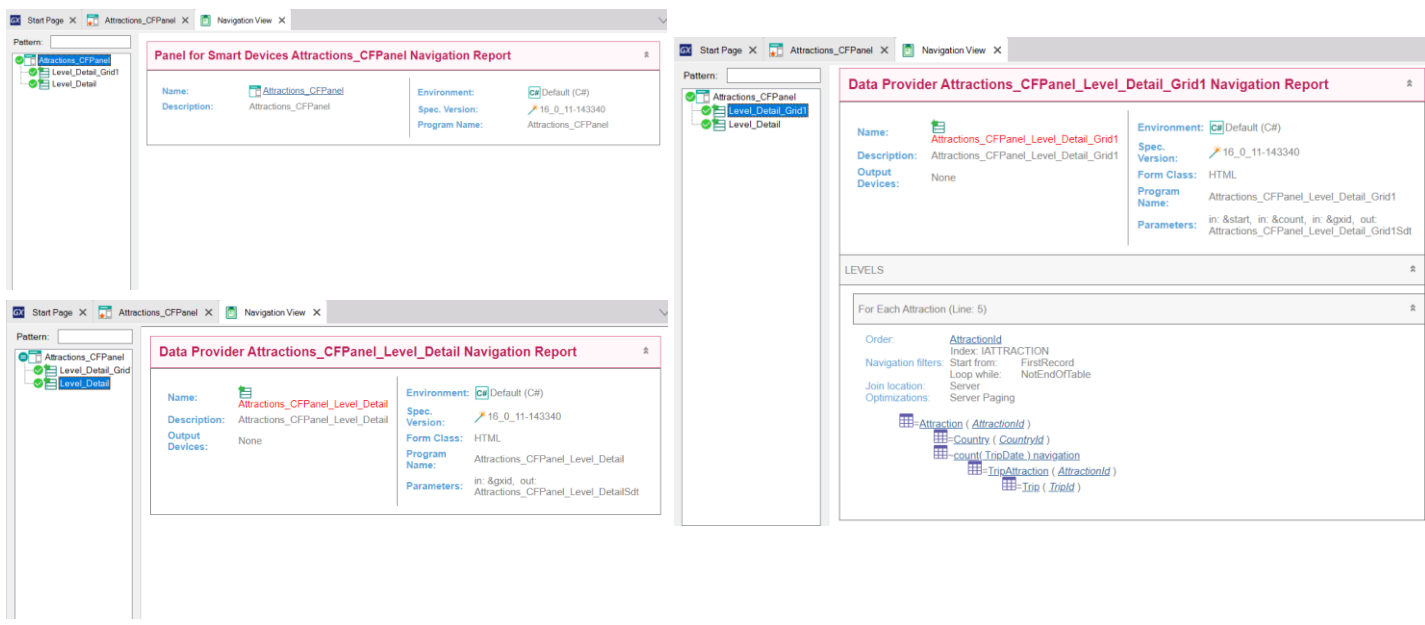 Start Page X Attractions_CFPanel X Navigation View X
Pattern:
Attractions_CFPanel
Level_Detail_Grid1
Level_Detail
Panel for Smart Devices Attractions_CFPanel Navigation Report
Name: Attractions_CFPanel
Description: Attractions_CFPanel
Environment: C# Default (C#)
Spec. Version: 16_0_11-143340
Program Name: Attractions_CFPanel
GX Start Page X Attractions_CFPanel X Navigation View X
Pattern:
Attractions_CFPanel
Level_Detail_Grid1
Level_Detail
Data Provider Attractions_CFPanel_Level_Detail_Grid1 Navigation Report
Name:
Attractions_CFPanel_Level_Detail_Grid1
Description: Attractions_CFPanel_Level_Detail_Grid1
Output
Devices: None
Environment: C# Default (C#)
Spec.
Version: 16_0_11-143340
Form Class: HTML
Program
Name: Attractions_CFPanel_Level_Detail_Grid1
Parameters: in: &start, in: &count, in: &gxid, out:
Attractions_CFPanel_Level_Detail_Grid1Sdt
LEVELS
For Each Attraction (Line: 5)
Order: AttractionId
Index: IATTRACTION
Navigation filters: Start from: FirstRecord
Loop while: NotEndOfTable
Join location: Server
Optimizations: Server Paging
=Attraction ( AttractionId )
=Country ( CountryId )
=count( TripDate ) navigation
=TripAttraction ( AttractionId )
=Trip ( TripId )
GX Start Page X Attractions_CFPanel X Navigation View X
Pattern:
Attractions_CFPanel
Level_Detail_Grid
Level_Detail
Data Provider Attractions_CFPanel_Level_Detail Navigation Report
Name:
Attractions_CFPanel_Level_Detail
Description: Attractions_CFPanel_Level_Detail
Output
Devices: None
Environment: C# Default (C#)
Spec.
Version: 16_0_11-143340
Form Class: HTML
Program
Name: Attractions_CFPanel_Level_Detail
Parameters: in: &gxid, out:
Attractions_CFPanel_Level_DetailSdt